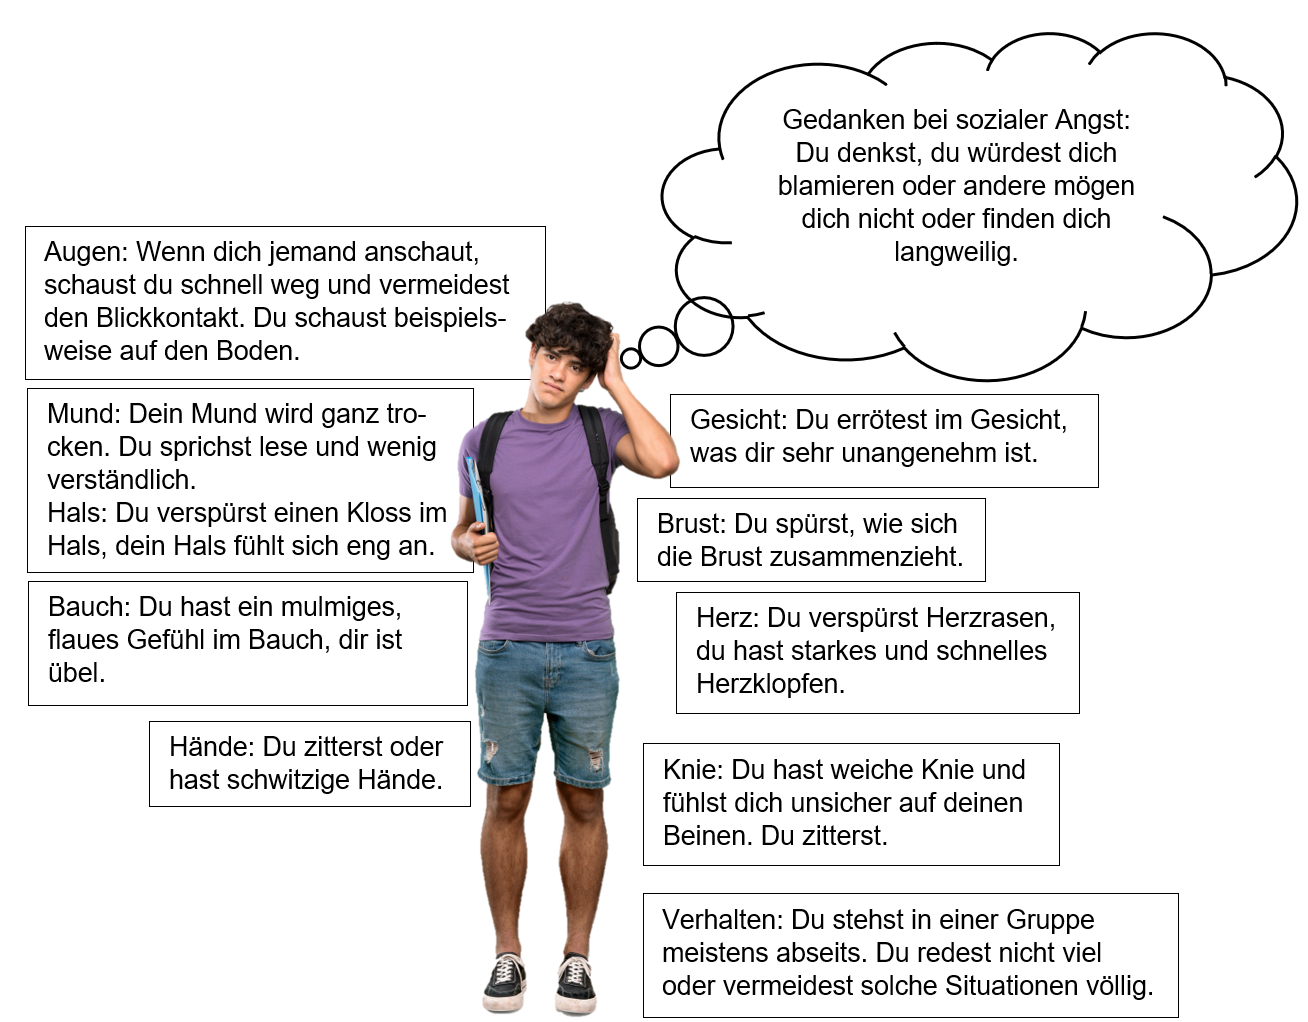 Gedanken bei sozialer Angst:
Du denkst, du würdest dich
blamieren oder andere mögen
dich nicht oder finden dich
langweilig.
Augen: Wenn dich jemand anschaut,
schaust du schnell weg und vermeidest
den Blickkontakt. Du schaust beispiels-
weise auf den Boden.
Mund: Dein Mund wird ganz tro-
cken. Du sprichst lese und wenig
verständlich.
Hals: Du verspürst einen Kloss im
Hals, dein Hals fühlt sich eng an.
Bauch: Du hast ein mulmiges,
flaues Gefühl im Bauch, dir ist
übel.
Hände: Du zitterst oder
hast schwitzige Hände.
Gesicht: Du errötest im Gesicht,
was dir sehr unangenehm ist.
Brust: Du spürst, wie sich
die Brust zusammenzieht.
Herz: Du verspürst Herzrasen,
du hast starkes und schnelles
Herzklopfen.
Knie: Du hast weiche Knie und
fühlst dich unsicher auf deinen
Beinen. Du zitterst.
Verhalten: Du stehst in einer Gruppe
meistens abseits. Du redest nicht viel
oder vermeidest solche Situationen völlig.